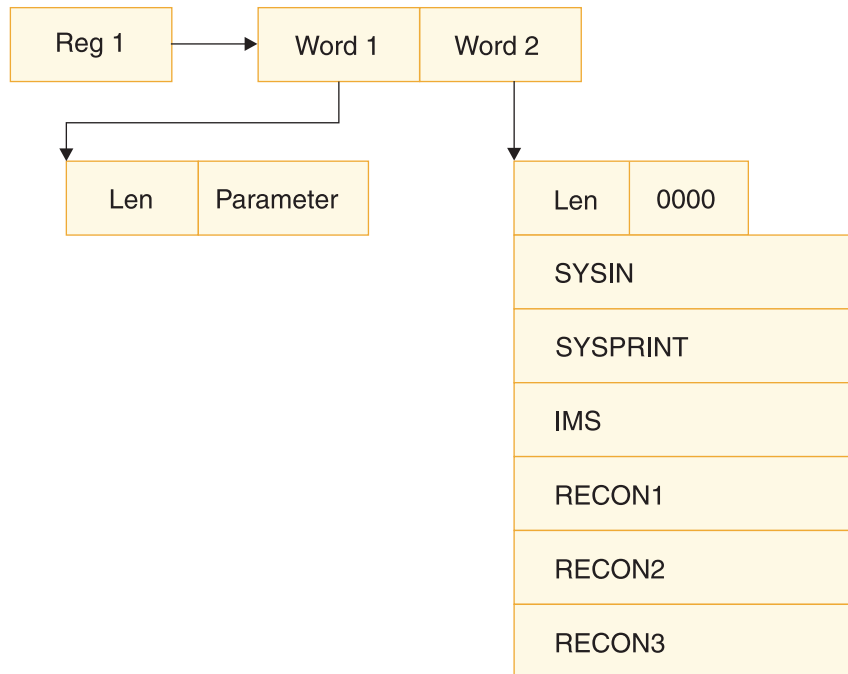 Reg 1
Word 1
Word 2
Len
Parameter
Len
0000
SYSIN
SYSPRINT
IMS
RECON1
RECON2
RECON3